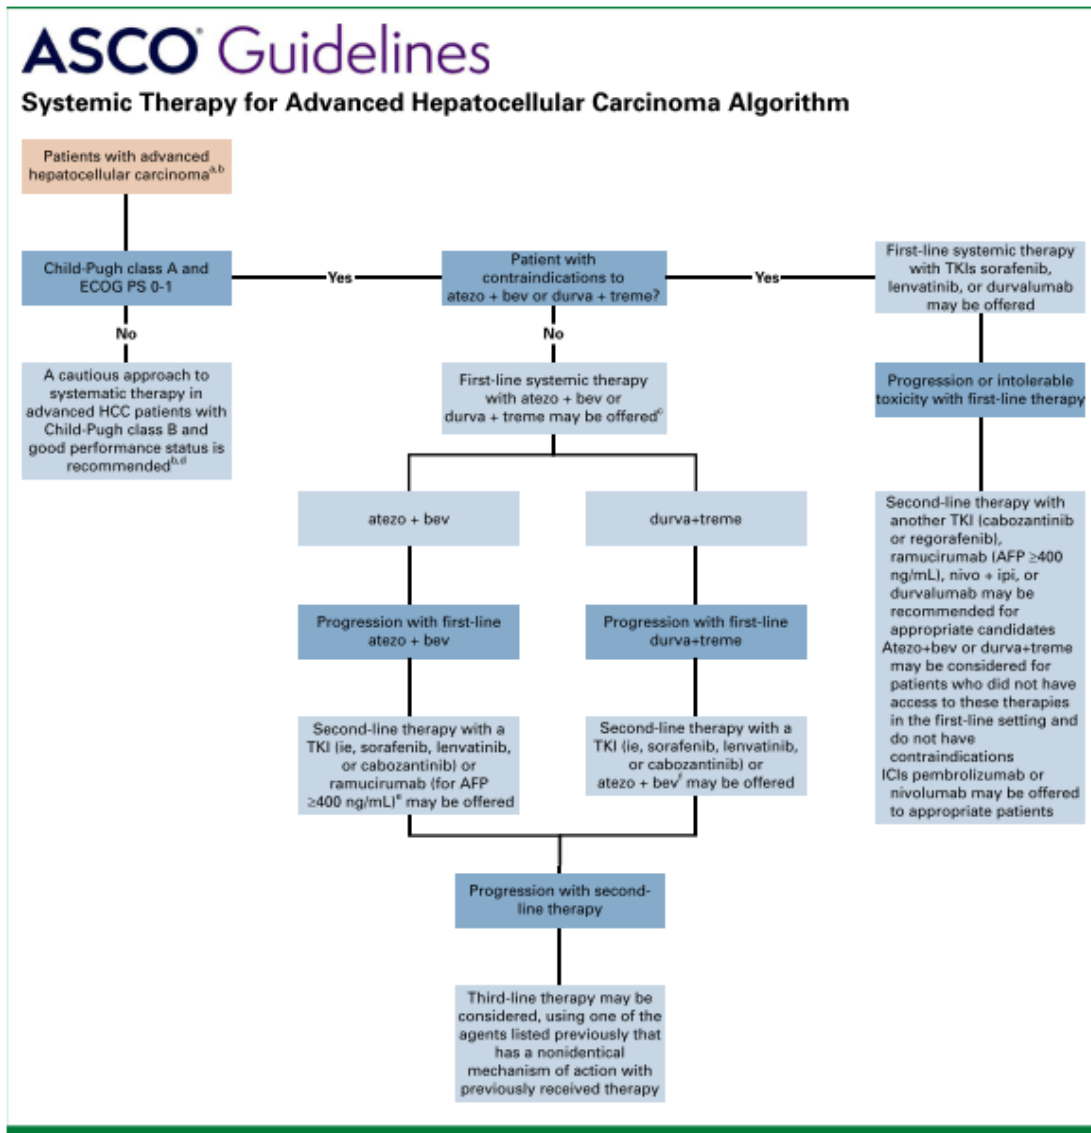 ASCO® Guidelines
Systemic Therapy for Advanced Hepatocellular Carcinoma Algorithm
Patients with advanced
hepatocellular carcinomaa,b
Child-Pugh class A and
ECOG PS 0-1
Yes
Patient with
contraindications to
atezo + bev or durva + treme?
Yes
First-line systemic therapy
with TKIs sorafenib,
lenvatinib, or durvalumab
may be offered
No
No
A cautious approach to
systematic therapy in
advanced HCC patients with
Child-Pugh class B and
good performance status is
recommendedb,d
First-line systemic therapy
with atezo + bev or
durva + treme may be offeredc
Progression or intolerable
toxicity with first-line therapy
atezo + bev
durva+treme
Second-line therapy with
another TKI (cabozantinib
or regorafenib),
ramucirumab (AFP ≥400
ng/mL), nivo + ipi, or
durvalumab may be
recommended for
appropriate candidates
Atezo+bev or durva+treme
may be considered for
patients who did not have
access to these therapies
in the first-line setting and
do not have
contraindications
ICIs pembrolizumab or
nivolumab may be offered
to appropriate patients
Progression with first-line
atezo + bev
Progression with first-line
durva+treme
Second-line therapy with a
TKI (ie, sorafenib, lenvatinib,
or cabozantinib) or
ramucirumab (for AFP
≥400 ng/mL)e may be offered
Second-line therapy with a
TKI (ie, sorafenib, lenvatinib,
or cabozantinib) or
atezo + bevf may be offered
Progression with second-
line therapy
Third-line therapy may be
considered, using one of the
agents listed previously that
has a nonidentical
mechanism of action with
previously received therapy